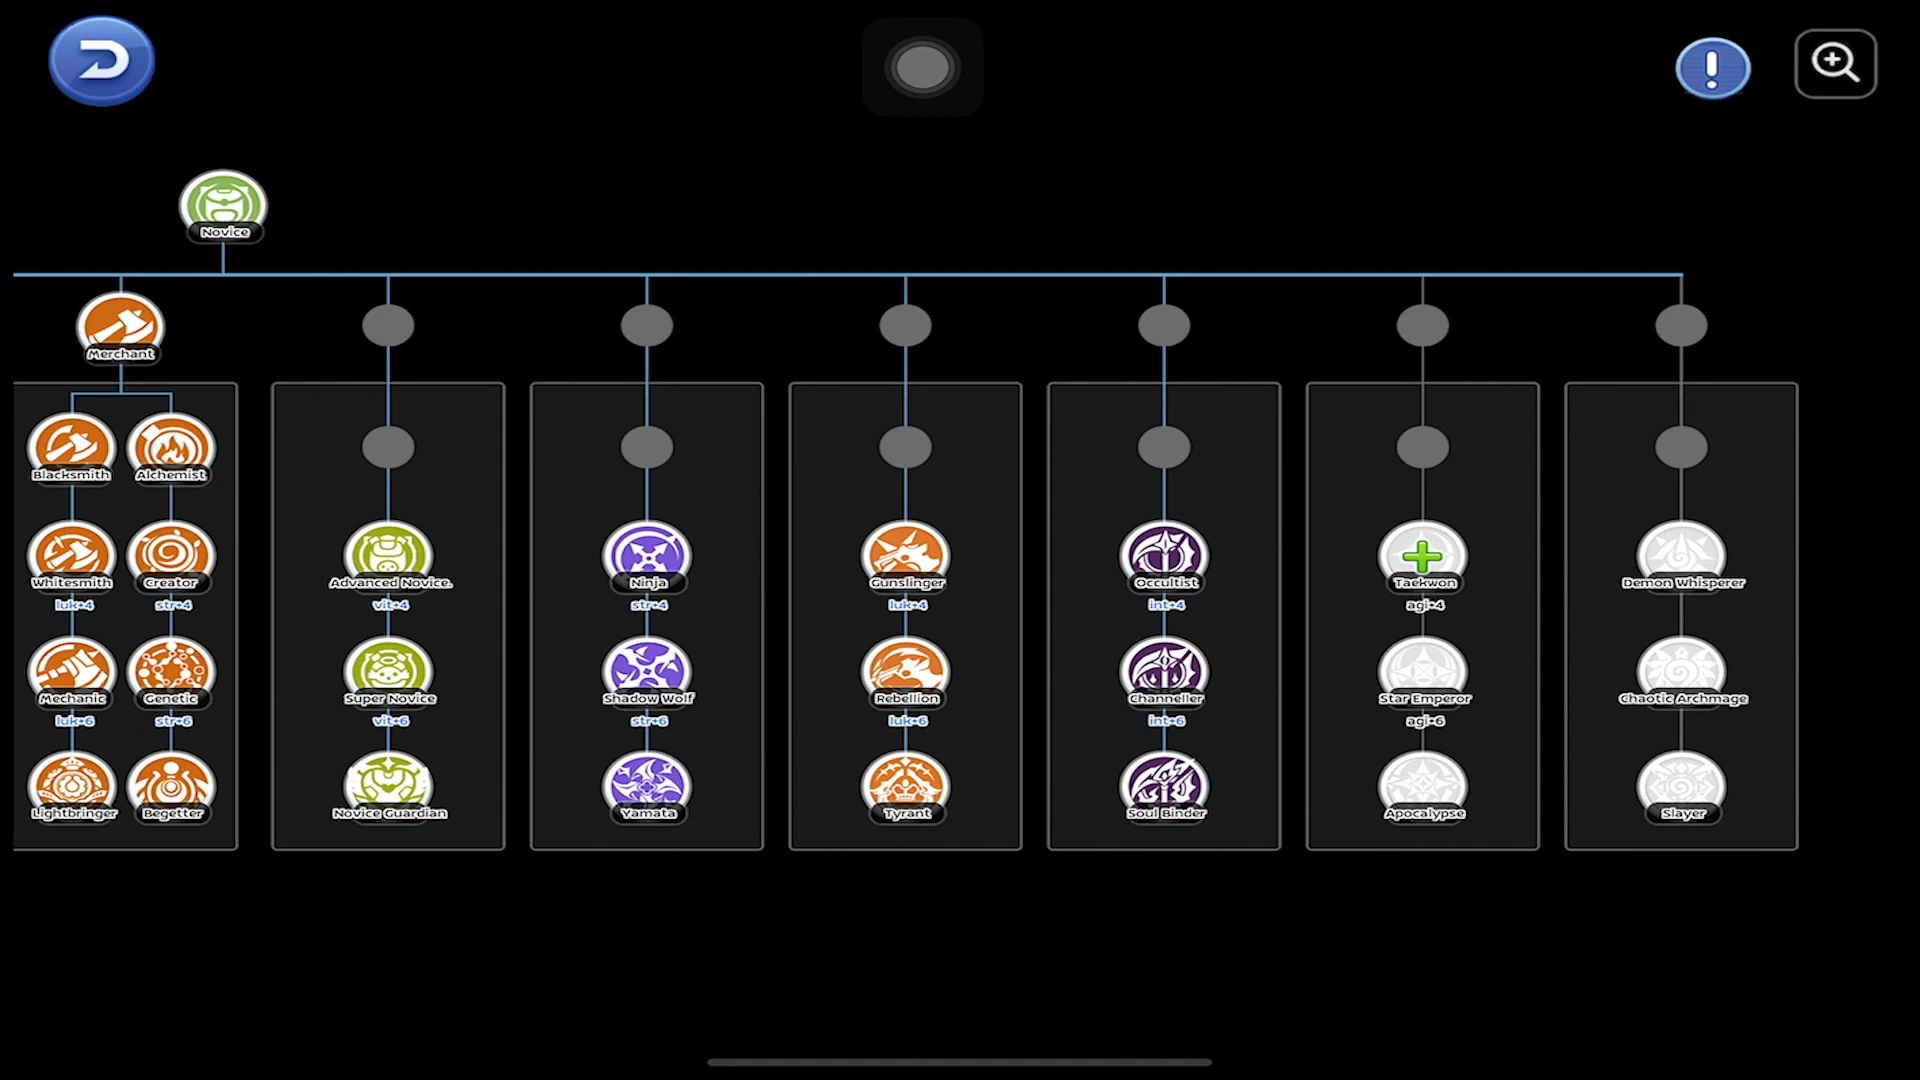 Novice
Merchant
Blacksmith Alchemist
Whitesmith Creator Advanced Novice. Ninja Gunslinger Occultist Taekwon Demon Whisperer
luk+4 str+4 vit+4 str+4 luk+4 int+4 agi+4
Mechanic Genetic Super Novice Shadow Wolf Rebellion Channeller Star Emperor Chaotic Archmage
luk+6 str+6 vit+6 str+6 luk+6 int+6 agi+6
Lightbringer Begetter Novice Guardian Yamata Tyrant Soul Binder Apocalypse Slayer